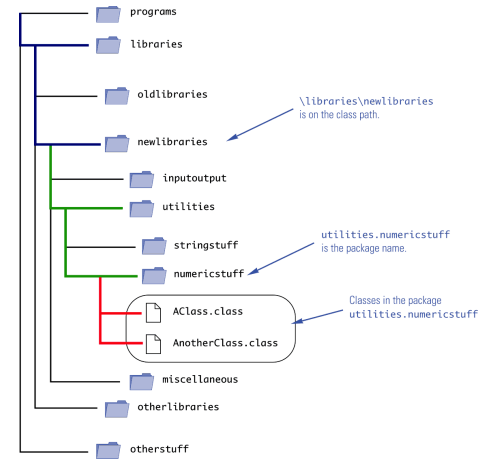 programs
libraries
oldlibraries
\libraries\newlibraries
is on the class path.
newlibraries
inputoutput
utilities
utilities.numericstuff
is the package name.
stringstuff
numericstuff
Classes in the package
utilities.numericstuff
AClass.class
AnotherClass.class
miscellaneous
otherlibraries
otherstuff